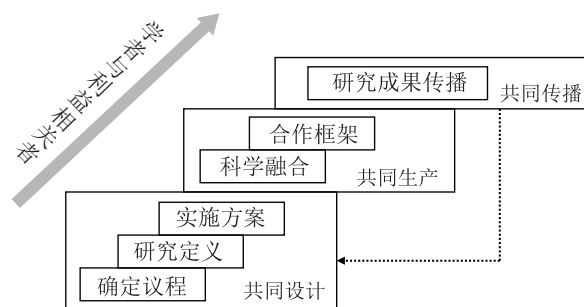 学者与利益相关者
研究成果传播
共同传播
合作框架
科学融合
共同生产
实施方案
研究定义
确定议程
共同设计